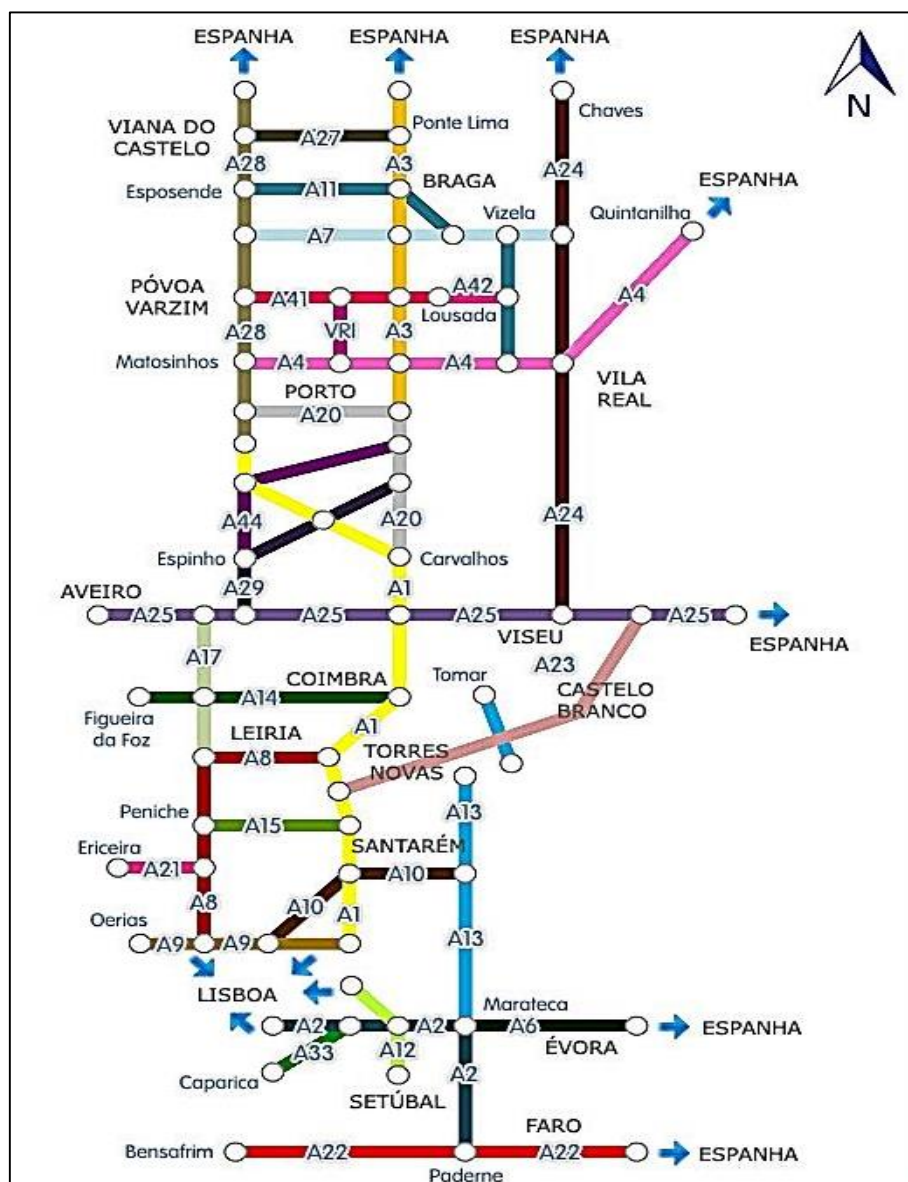 ESPANHA ESPANHA ESPANHA
N
Chaves
Ponte Lima
VIANA DO
CASTELO
A27
A28 A3 A24
BRAGA
ESPANHA
Esposende A11
Vizela Quintanilha
A7
PÓVOA
VARZIM
A41 A42 A4
Lousada
A28 VRI A3
Matosinhos A4 A4
VILA
REAL
PORTO
A20
A44 A20 A24
Espinho Carvalhos
A29 A1
AVEIRO
A25 A25 A25 A25
VISEU ESPANHA
A17 A23
COIMBRA Tomar CASTELO
BRANCO
A14
Figueira
da Foz
A1
LEIRIA
A8
TORRES
NOVAS
A13
Peniche
A15
SANTARÉM
Ericeira
A21 A10
A8 A10 A1
Oerias
A9 A9 A13
LISBOA
Marateca
A2 A2 A6 ESPANHA
A33 A12 ÉVORA
Caparica
SETÚBAL A2
FARO
Bensafrim A22 A22 ESPANHA
Paderne